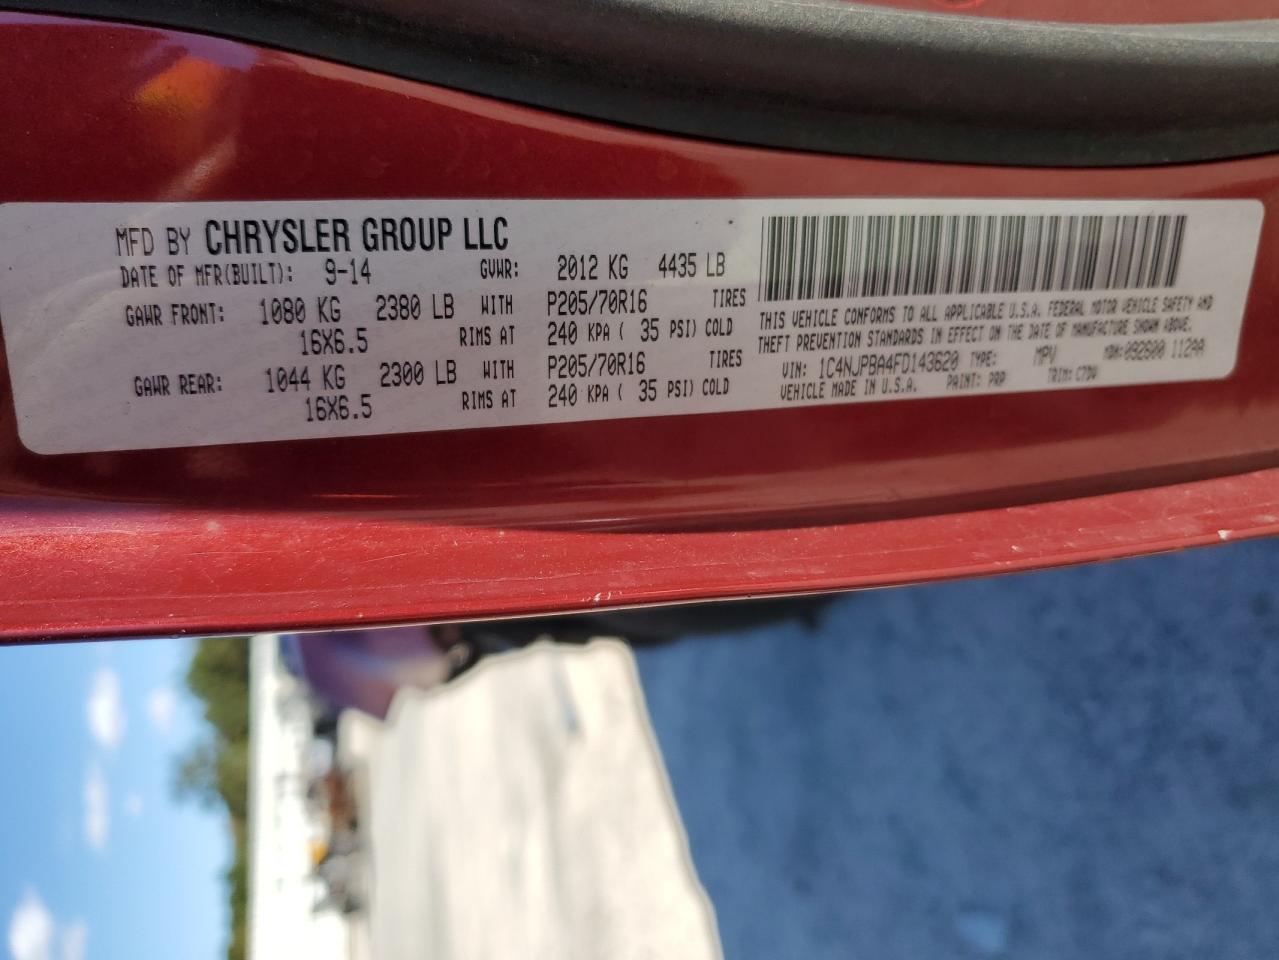 MFD BY CHRYSLER GROUP LLC
DATE OF MFR(BUILT): 9-14 GVWR: 2012 KG 4435 LB
GAWR FRONT: 1080 KG 2380 LB WITH P205/70R16 TIRES
16X6.5 RIMS AT 240 KPA ( 35 PSI) COLD
GAWR REAR: 1044 KG 2300 LB WITH P205/70R16 TIRES
16X6.5 RIMS AT 240 KPA ( 35 PSI) COLD
THIS VEHICLE CONFORMS TO ALL APPLICABLE U.S.A. FEDERAL MOTOR VEHICLE SAFETY AND
THEFT PREVENTION STANDARDS IN EFFECT ON THE DATE OF MANUFACTURE SHOWN ABOVE.
VIN: 1C4NJPBA4FD143620 TYPE: MPV MDH: 112AA
VEHICLE MADE IN U.S.A. PAINT: PRP TRIM: